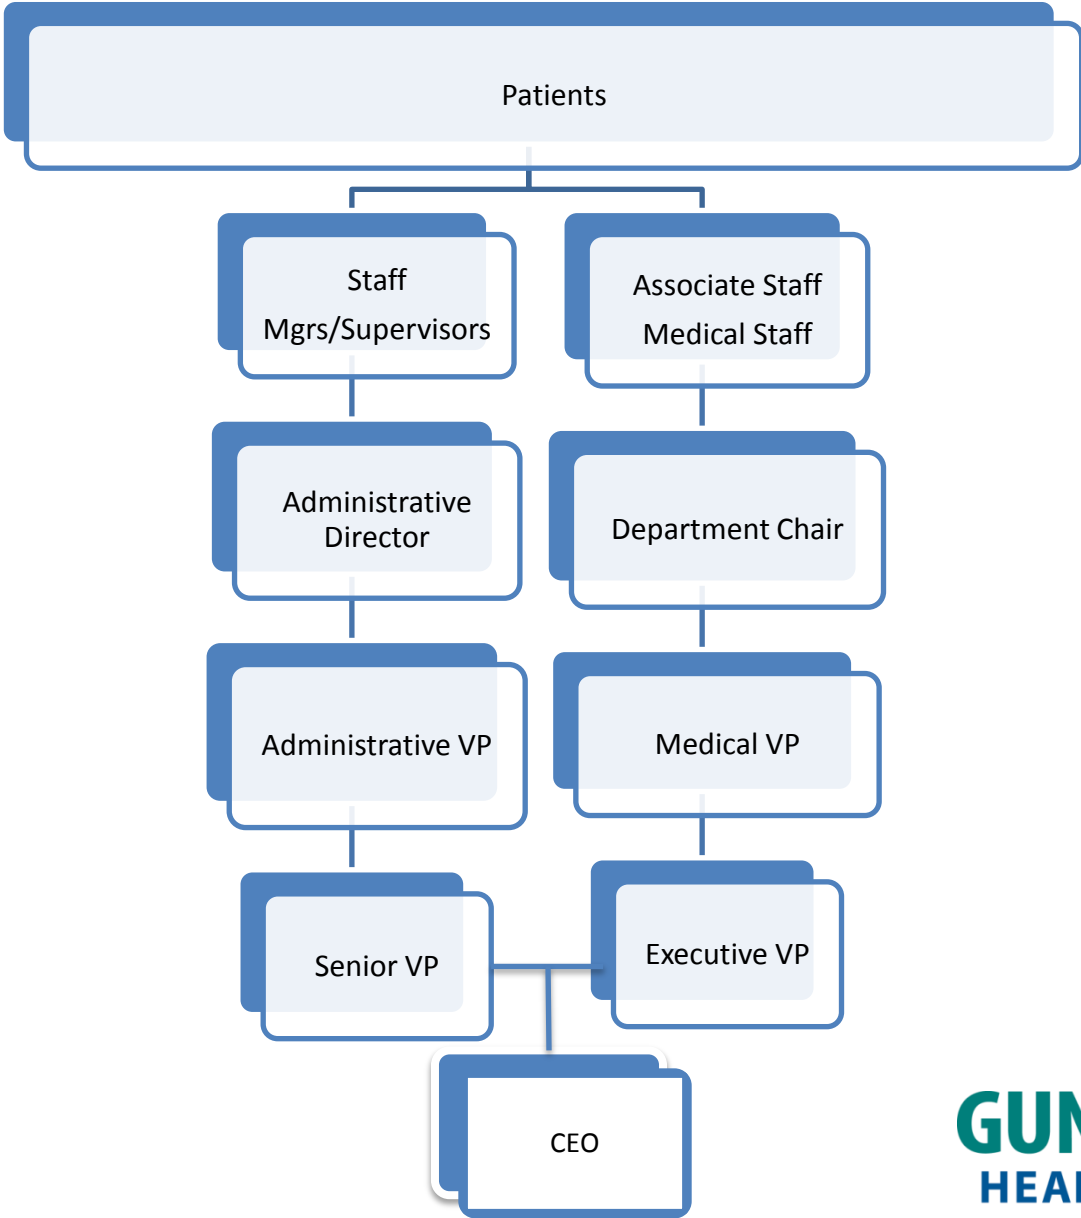 Patients
Staff
Mgrs/Supervisors
Associate Staff
Medical Staff
Administrative
Director
Department Chair
Administrative VP
Medical VP
Senior VP
Executive VP
CEO